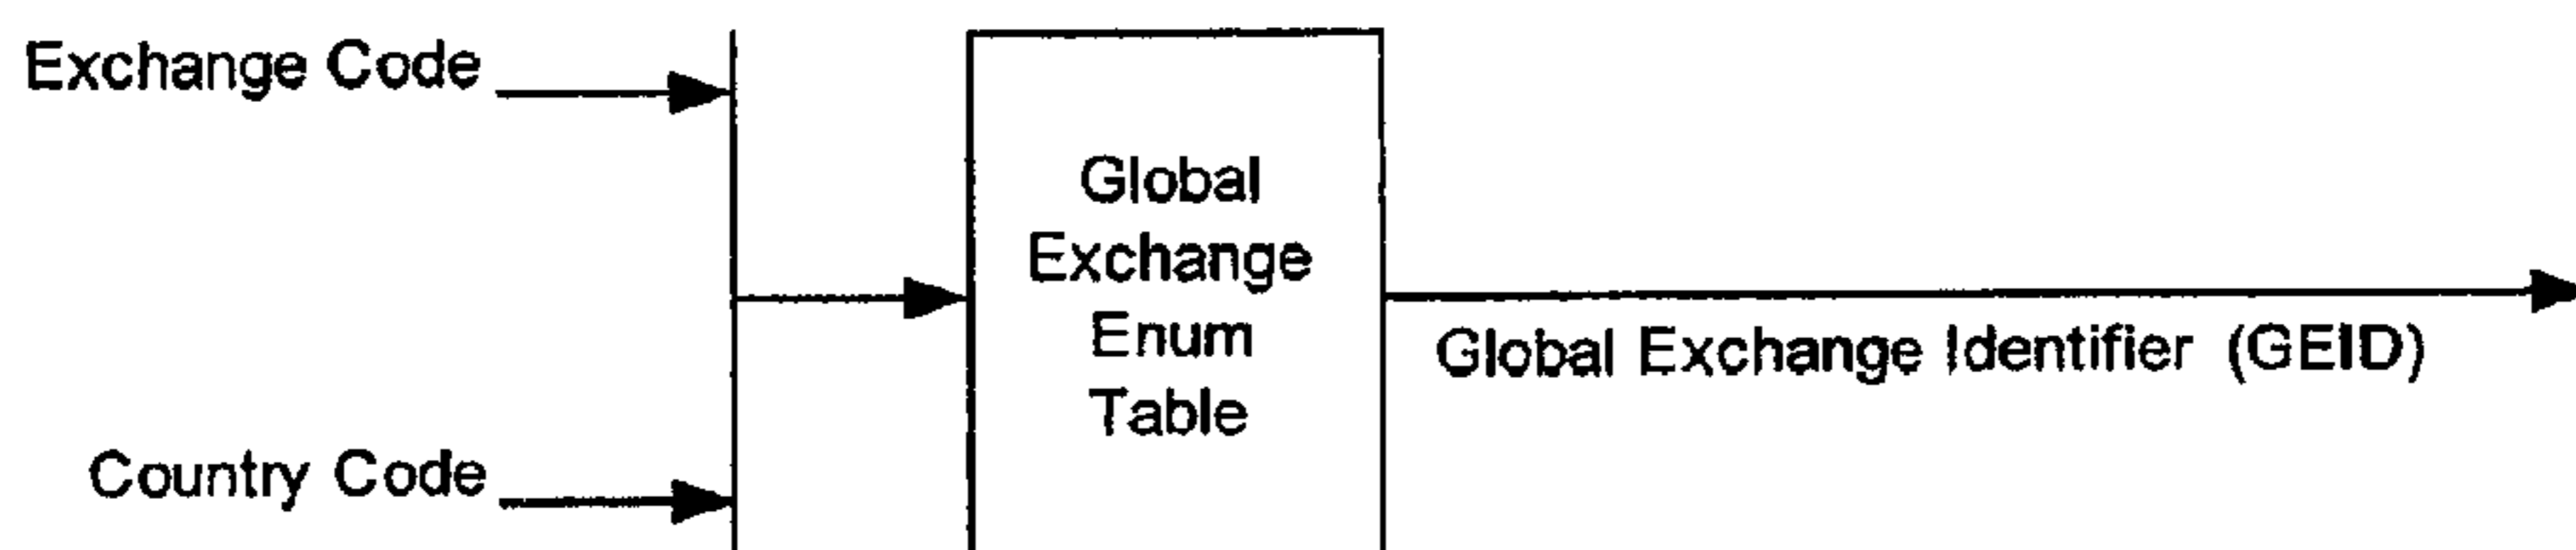 Exchange Code
Country Code
Global
Exchange
Enum
Table
Global Exchange Identifier (GEID)